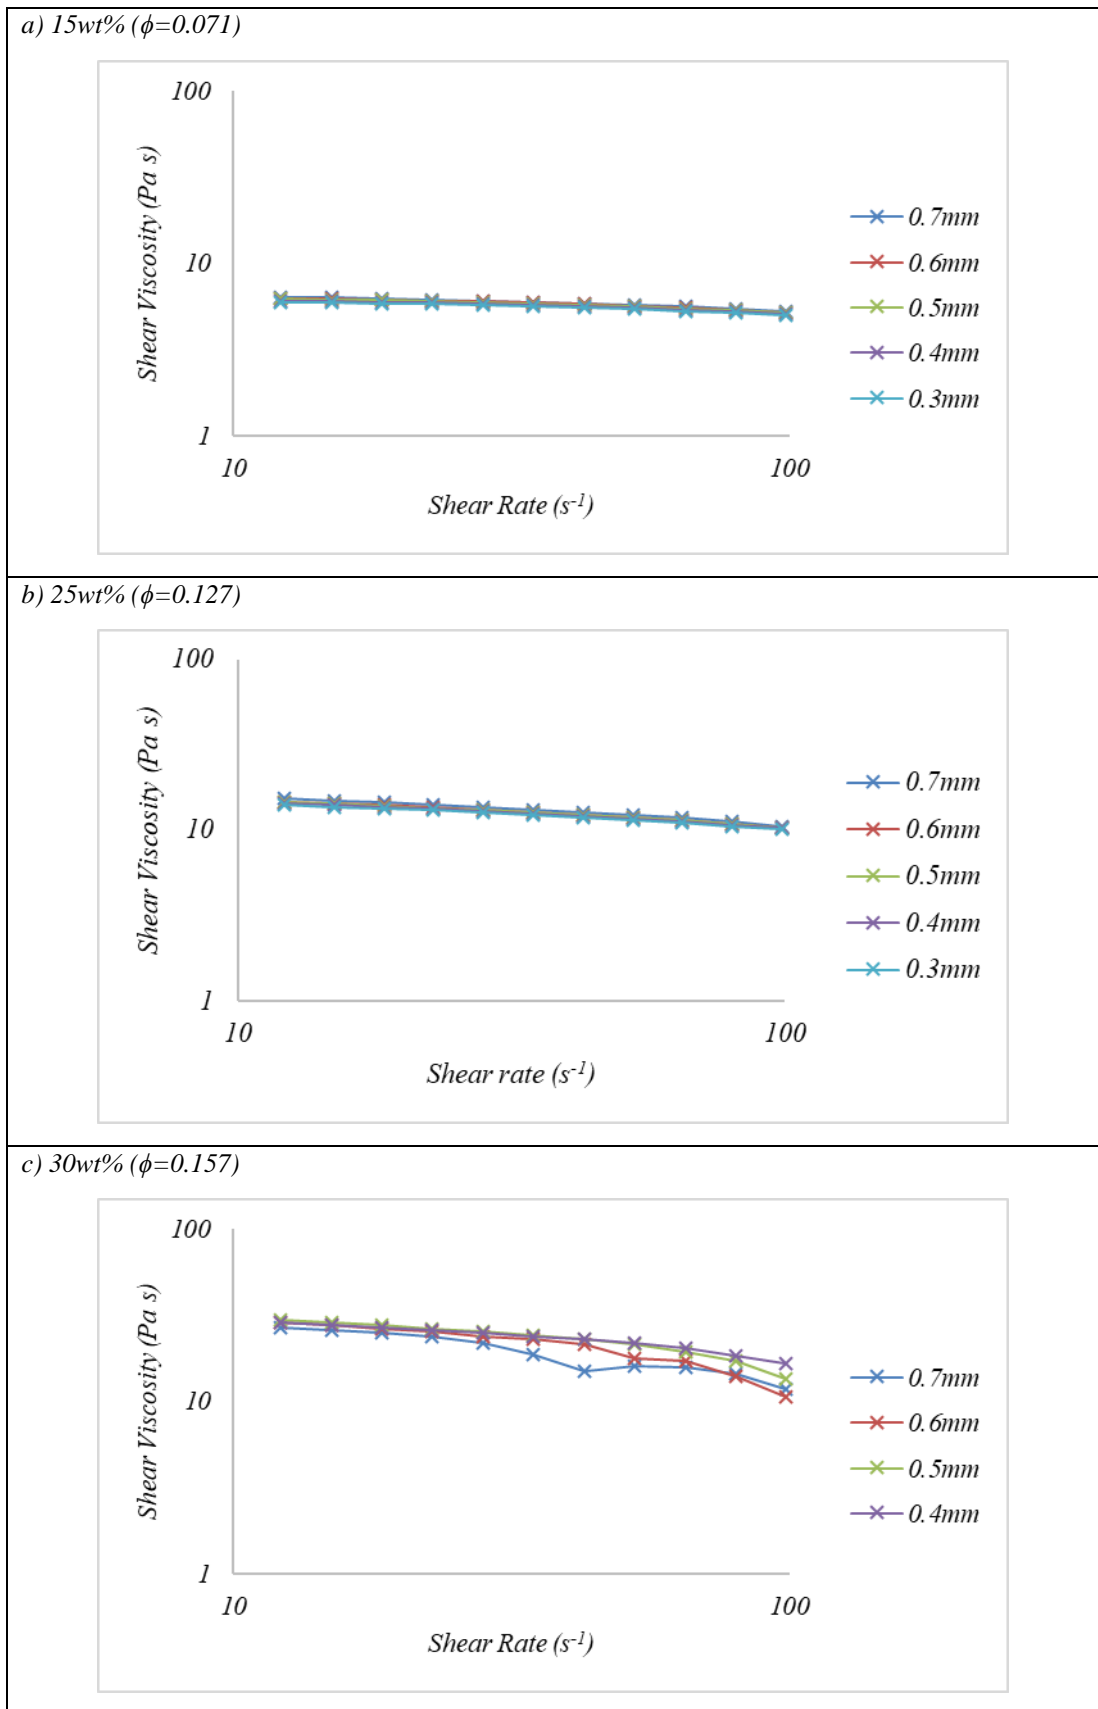 a) 15wt% (ϕ=0.071)
100
10
1
10
100
Shear Viscosity (Pa s)
Shear Rate (s⁻¹)
0.7mm
0.6mm
0.5mm
0.4mm
0.3mm
b) 25wt% (ϕ=0.127)
100
10
1
10
100
Shear Viscosity (Pa s)
Shear rate (s⁻¹)
0.7mm
0.6mm
0.5mm
0.4mm
0.3mm
c) 30wt% (ϕ=0.157)
100
10
1
10
100
Shear Viscosity (Pa s)
Shear Rate (s⁻¹)
0.7mm
0.6mm
0.5mm
0.4mm